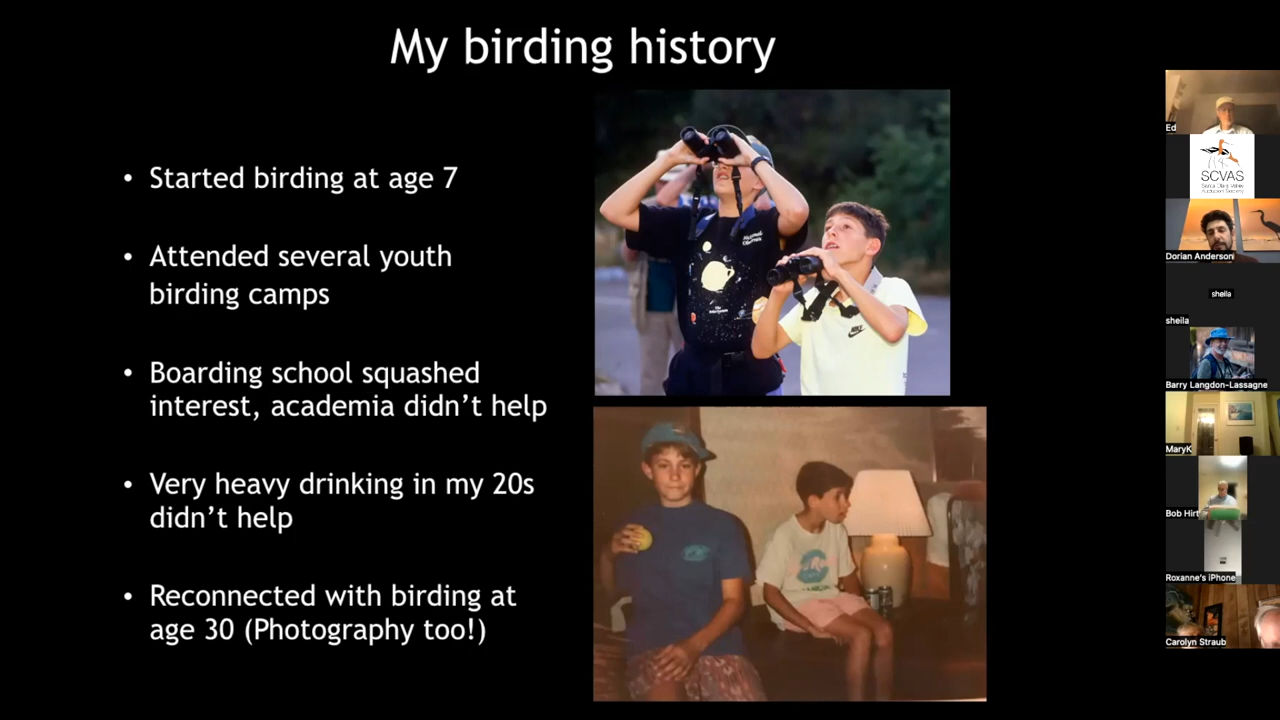 My birding history
• Started birding at age 7
• Attended several youth
birding camps
• Boarding school squashed
interest, academia didn’t help
• Very heavy drinking in my 20s
didn’t help
• Reconnected with birding at
age 30 (Photography too!)
Ed
SCVAS
Santa Clara Valley
Audubon Society
Dorian Anderson
sheila
sheila
Barry Langdon-Lassagne
MaryK
Bob Hirt
Roxanne's iPhone
Carolyn Straub